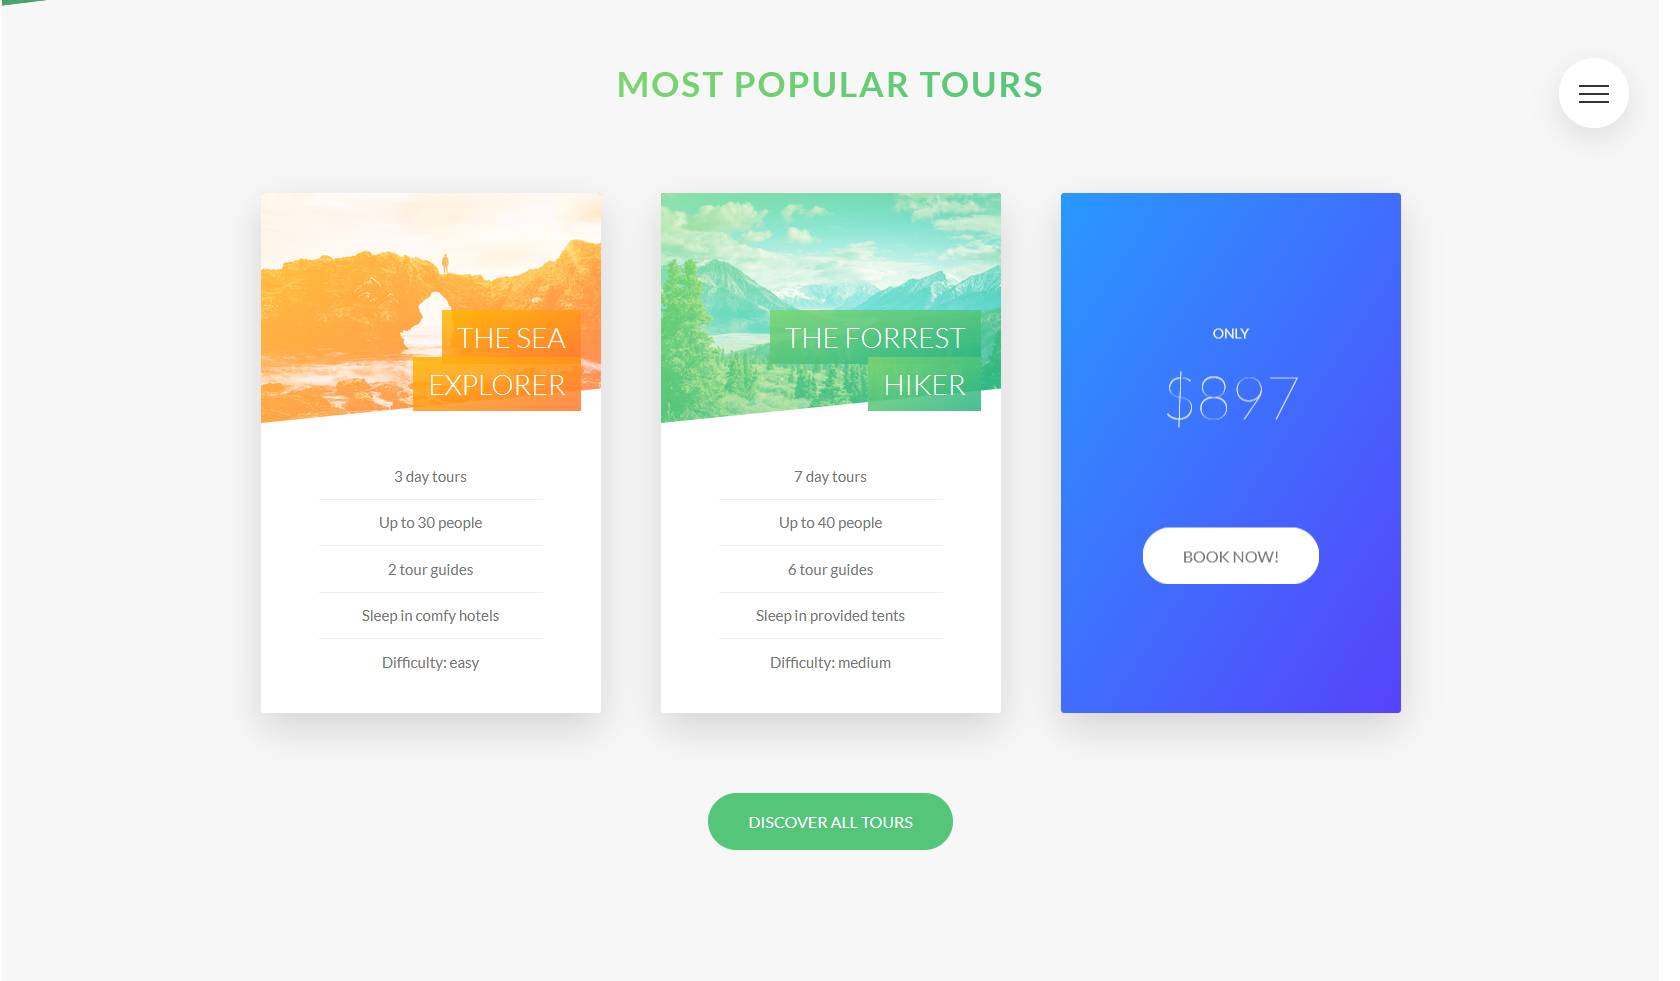 MOST POPULAR TOURS
THE SEA
EXPLORER
3 day tours
Up to 30 people
2 tour guides
Sleep in comfy hotels
Difficulty: easy
THE FORREST
HIKER
7 day tours
Up to 40 people
6 tour guides
Sleep in provided tents
Difficulty: medium
ONLY
$897
BOOK NOW!
DISCOVER ALL TOURS